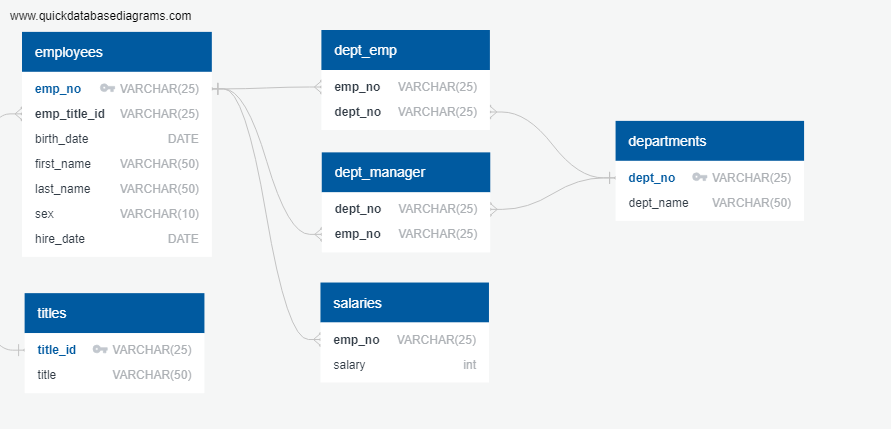 www.quickdatabasediagrams.com
employees
emp_no VARCHAR(25)
emp_title_id VARCHAR(25)
birth_date DATE
first_name VARCHAR(50)
last_name VARCHAR(50)
sex VARCHAR(10)
hire_date DATE
titles
title_id VARCHAR(25)
title VARCHAR(50)
dept_emp
emp_no VARCHAR(25)
dept_no VARCHAR(25)
dept_manager
dept_no VARCHAR(25)
emp_no VARCHAR(25)
salaries
emp_no VARCHAR(25)
salary int
departments
dept_no VARCHAR(25)
dept_name VARCHAR(50)